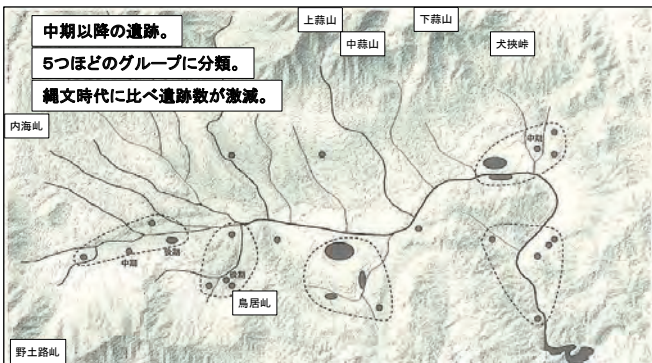 中期以降の遺跡。
5つほどのグループに分類。
縄文時代に比べ遺跡数が激減。
上蒜山
中蒜山
下蒜山
犬挟峠
内海乢
中期
中期
後期
後期
鳥居乢
野土路乢